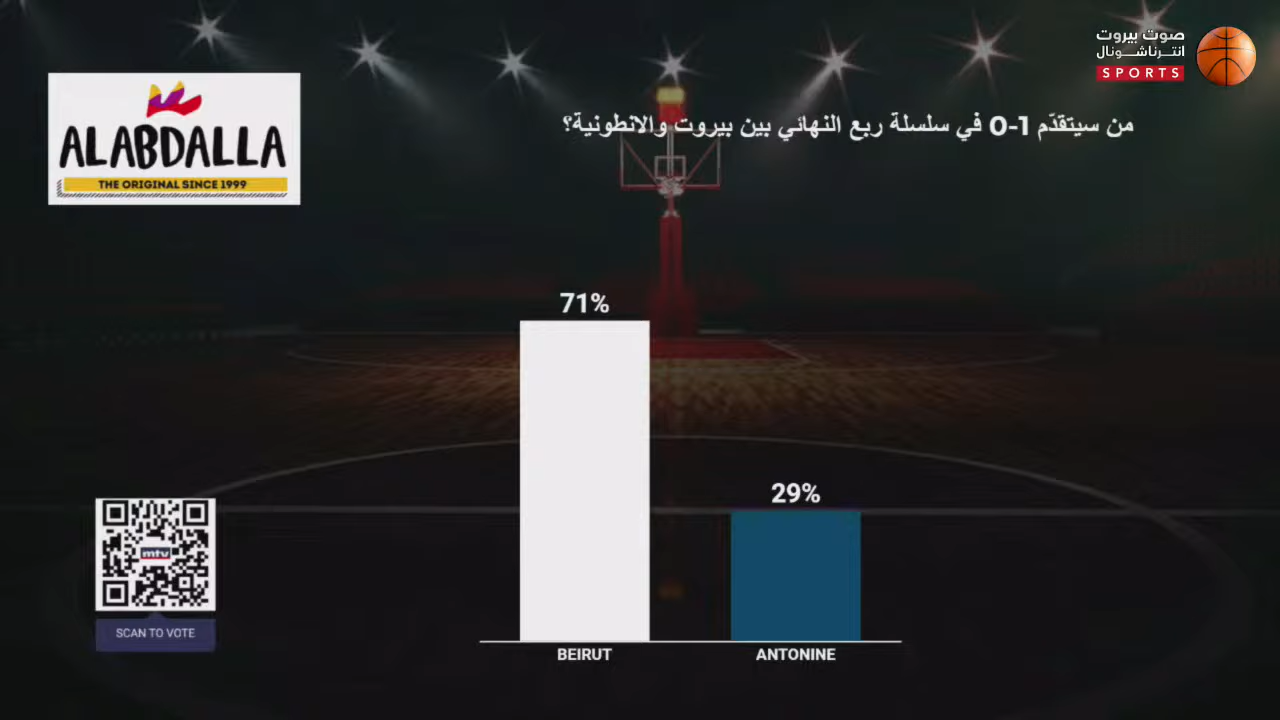 صوت بيروت
انترناشونال
SPORTS
ALABDALLA
THE ORIGINAL SINCE 1999
من سيتقدّم 1-0 في سلسلة ربع النهائي بين بيروت والانطونية؟
71%
29%
mtv
SCAN TO VOTE
BEIRUT
ANTONINE